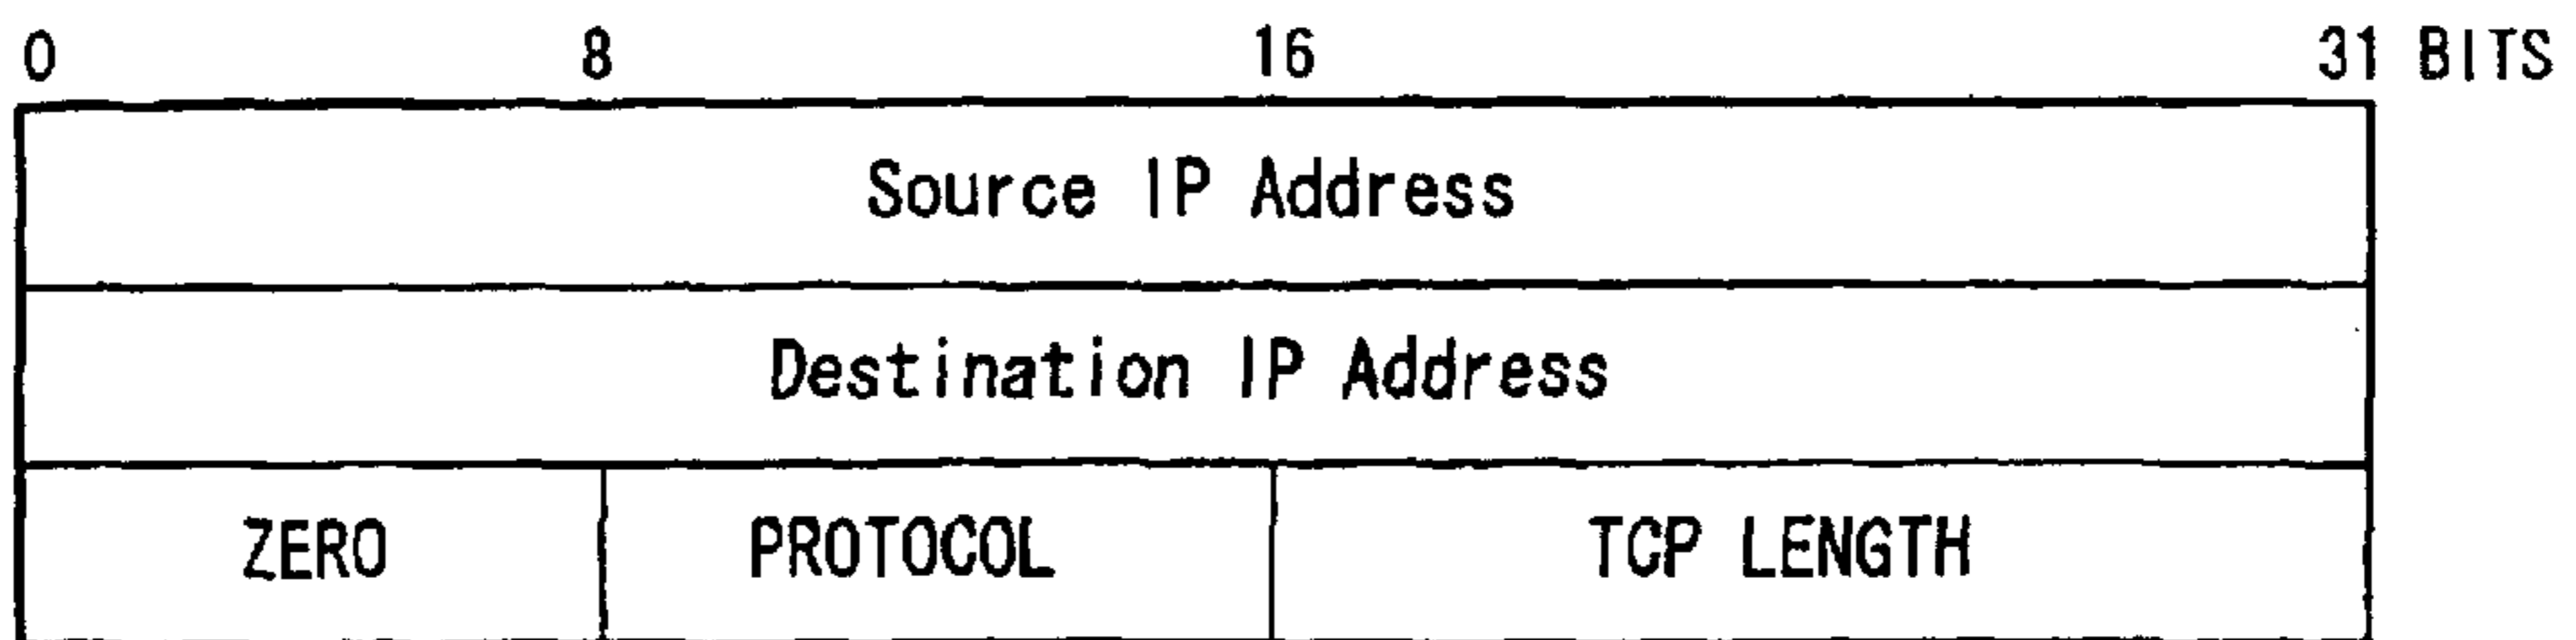 0 8 16 31 BITS
Source IP Address
Destination IP Address
ZERO PROTOCOL TCP LENGTH